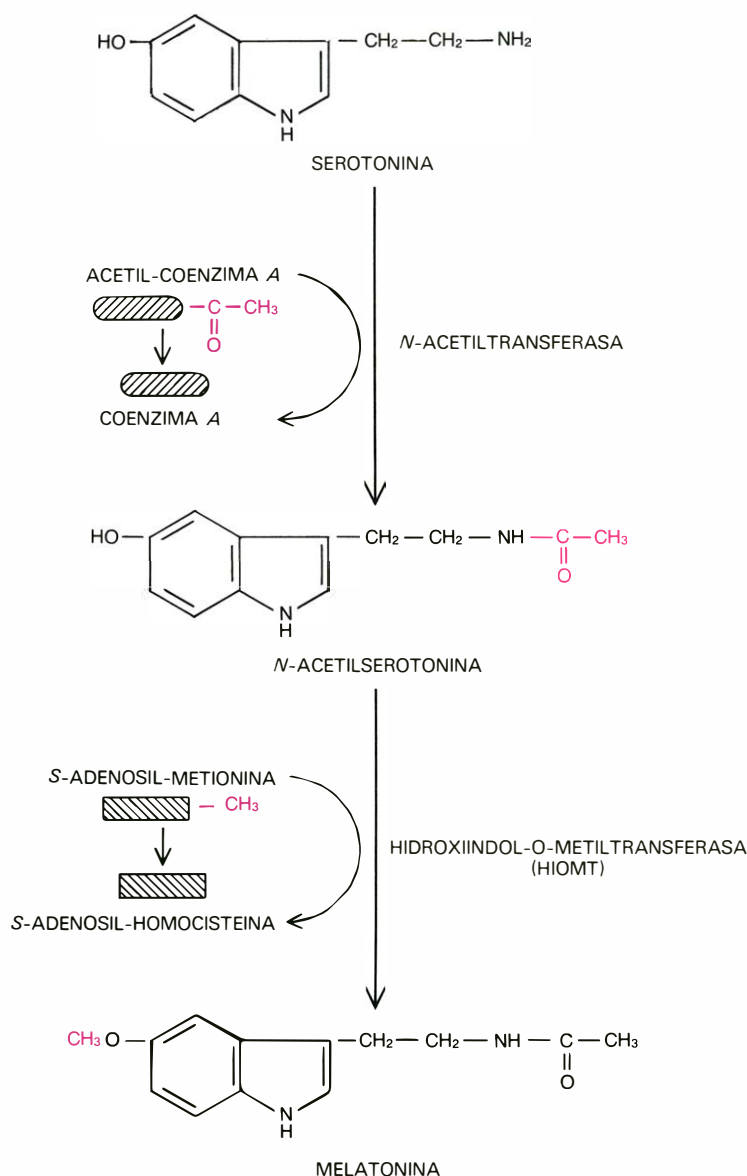 HO CH₂—CH₂—NH₂
N
H
SEROTONINA
ACETIL-COENZIMA A
—C—CH₃
O
N-ACETILTRANSFERASA
COENZIMA A
HO—CH₂—CH₂—NH—C—CH₃
O
N
H
N-ACETILSEROTONINA
S-ADENOSIL-METIONINA
—CH₃
HIDROXIINDOL-O-METILTRANSFERASA
(HIOMT)
S-ADENOSIL-HOMOCISTEINA
CH₃O—CH₂—CH₂—NH—C—CH₃
O
N
H
MELATONINA